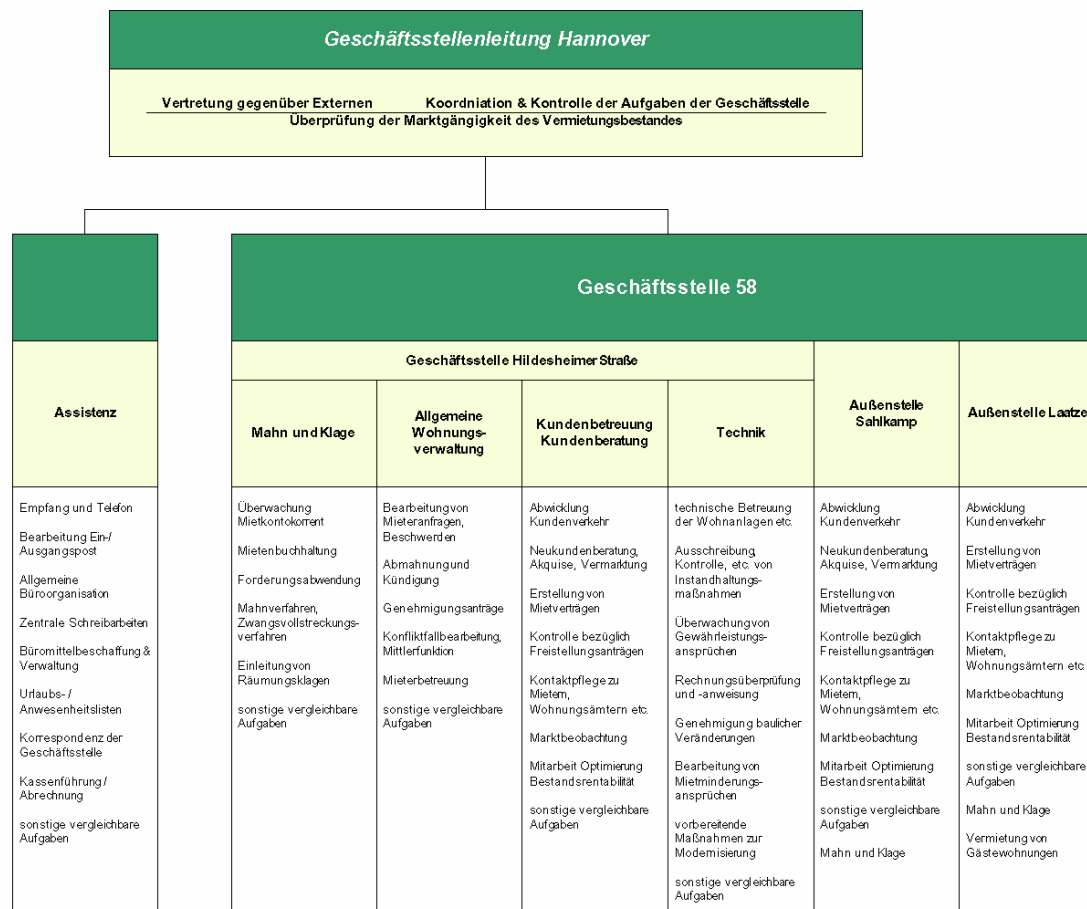 Geschäftsstellenleitung Hannover
Vertretung gegenüber Externen Koordniation & Kontrolle der Aufgaben der Geschäftsstelle
Überprüfung der Marktgängigkeit des Vermietungsbestandes
Geschäftsstelle 58
Geschäftsstelle Hildesheimer Straße
Assistenz
Empfang und Telefon
Bearbeitung Ein-/
Ausgangspost
Allgemeine
Büroorganisation
Zentrale Schreibarbeiten
Büromittelbeschaffung &
Verwaltung
Urlaubs- /
Anwesenheitslisten
Korrespondenz der
Geschäftsstelle
Kassenführung /
Abrechnung
sonstige vergleichbare
Aufgaben
Mahn und Klage
Überwachung
Mietkontokorrent
Mietenbuchhaltung
Forderungsabwendung
Mahnverfahren,
Zwangsvollstreckungs-
verfahren
Einleitung von
Räumungsklagen
sonstige vergleichbare
Aufgaben
Allgemeine
Wohnungs-
verwaltung
Bearbeitung von
Mieteranfragen,
Beschwerden
Abmahnung und
Kündigung
Genehmigungsanträge
Konfliktfallbearbeitung,
Mittlerfunktion
Mieterbetreuung
sonstige vergleichbare
Aufgaben
Kundenbetreuung
Kundenberatung
Abwicklung
Kundenverkehr
Neukundenberatung,
Akquise, Vermarktung
Erstellung von
Mietverträgen
Kontrolle bezüglich
Freistellungsanträgen
Kontaktpflege zu
Mietern,
Wohnungsämtern etc.
Marktbeobachtung
Mitarbeit Optimierung
Bestandsrentabilität
sonstige vergleichbare
Aufgaben
Technik
technische Betreuung
der Wohnanlagen etc.
Ausschreibung,
Kontrolle, etc. von
Instandhaltungs-
maßnahmen
Überwachung von
Gewährleistungs-
ansprüchen
Rechnungsüberprüfung
und -anweisung
Genehmigung baulicher
Veränderungen
Bearbeitung von
Mietminderungs-
ansprüchen
vorbereitende
Maßnahmen zur
Modernisierung
sonstige vergleichbare
Aufgaben
Außenstelle
Sahlkamp
Abwicklung
Kundenverkehr
Neukundenberatung,
Akquise, Vermarktung
Erstellung von
Mietverträgen
Kontrolle bezüglich
Freistellungsanträgen
Kontaktpflege zu
Mietern,
Wohnungsämtern etc.
Marktbeobachtung
Mitarbeit Optimierung
Bestandsrentabilität
sonstige vergleichbare
Aufgaben
Mahn und Klage
Außenstelle Laatze
Abwicklung
Kundenverkehr
Erstellung von
Mietverträgen
Kontrolle bezüglich
Freistellungsanträgen
Kontaktpflege zu
Mietern,
Wohnungsämtern etc.
Marktbeobachtung
Mitarbeit Optimierung
Bestandsrentabilität
sonstige vergleichbare
Aufgaben
Mahn und Klage
Vermietung von
Gästewohnungen